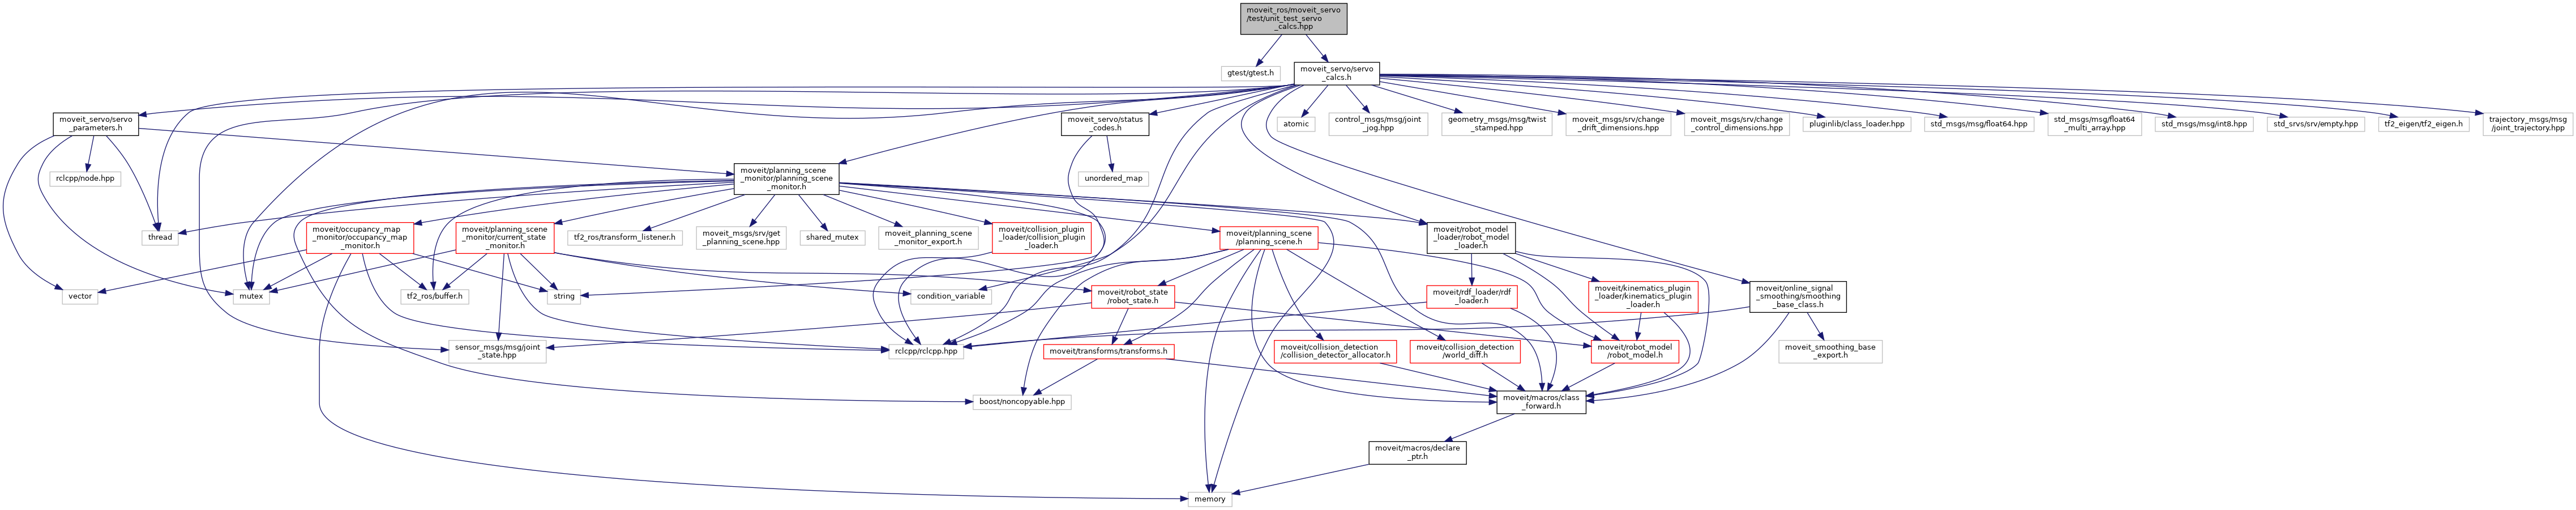 moveit_ros/moveit_servo
/test/unit_test_servo
_calcs.hpp
gtest/gtest.h
moveit_servo/servo
_calcs.h
moveit_servo/servo
_parameters.h
moveit_servo/status
_codes.h
atomic
control_msgs/msg/joint
_jog.hpp
geometry_msgs/msg/twist
_stamped.hpp
moveit_msgs/srv/change
_drift_dimensions.hpp
moveit_msgs/srv/change
_control_dimensions.hpp
pluginlib/class_loader.hpp
std_msgs/msg/float64.hpp
std_msgs/msg/float64
_multi_array.hpp
std_msgs/msg/int8.hpp
std_srvs/srv/empty.hpp
tf2_eigen/tf2_eigen.h
trajectory_msgs/msg
/joint_trajectory.hpp
rclcpp/node.hpp
moveit/planning_scene
_monitor/planning_scene
_monitor.h
unordered_map
thread
moveit/occupancy_map
_monitor/occupancy_map
_monitor.h
moveit/planning_scene
_monitor/current_state
_monitor.h
tf2_ros/transform_listener.h
moveit_msgs/srv/get
_planning_scene.hpp
shared_mutex
moveit_planning_scene
_monitor_export.h
moveit/collision_plugin
_loader/collision_plugin
_loader.h
moveit/planning_scene
/planning_scene.h
moveit/robot_model
_loader/robot_model
_loader.h
vector
mutex
tf2_ros/buffer.h
string
condition_variable
moveit/robot_state
/robot_state.h
moveit/rdf_loader/rdf
_loader.h
moveit/kinematics_plugin
_loader/kinematics_plugin
_loader.h
moveit/online_signal
_smoothing/smoothing
_base_class.h
sensor_msgs/msg/joint
_state.hpp
rclcpp/rclcpp.hpp
moveit/transforms/transforms.h
moveit/collision_detection
/collision_detector_allocator.h
moveit/collision_detection
/world_diff.h
moveit/robot_model
/robot_model.h
moveit_smoothing_base
_export.h
boost/noncopyable.hpp
moveit/macros/class
_forward.h
moveit/macros/declare
_ptr.h
memory